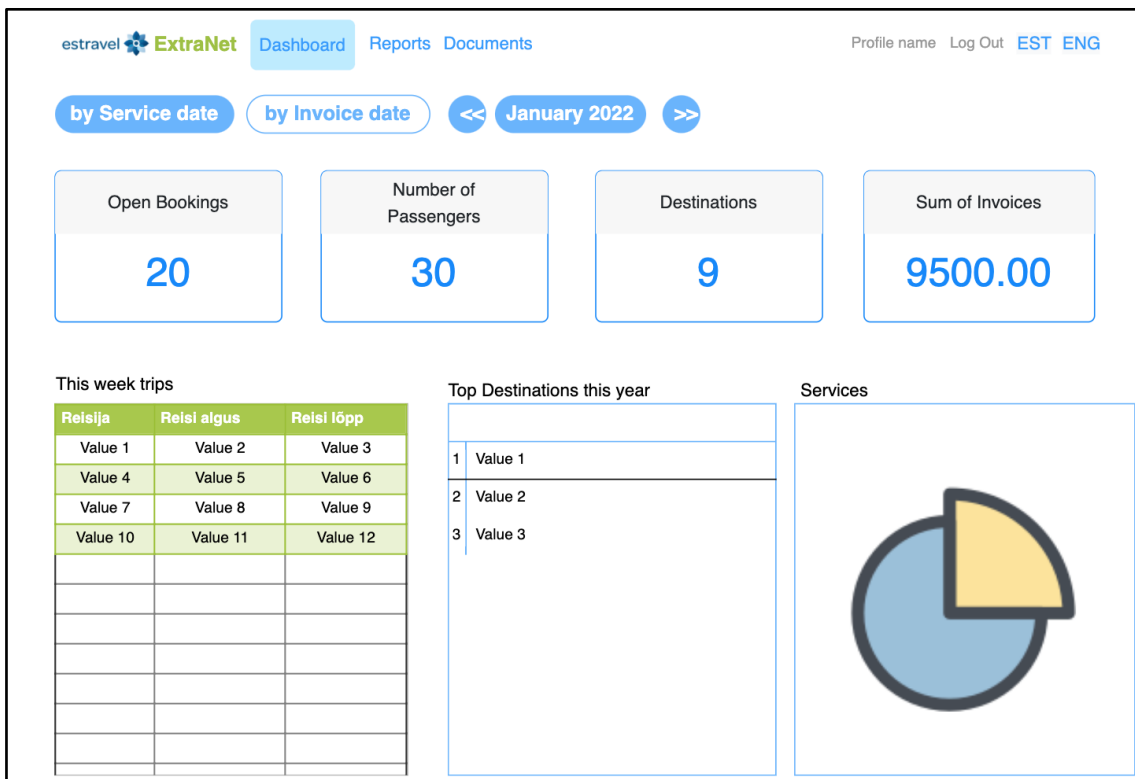 estravel ExtraNet Dashboard Reports Documents Profile name Log Out EST ENG
by Service date by Invoice date << January 2022 >>
Open Bookings
20
Number of
Passengers
30
Destinations
9
Sum of Invoices
9500.00
This week trips
Reisija Reisi algus Reisi lõpp
Value 1 Value 2 Value 3
Value 4 Value 5 Value 6
Value 7 Value 8 Value 9
Value 10 Value 11 Value 12
Top Destinations this year
1 Value 1
2 Value 2
3 Value 3
Services